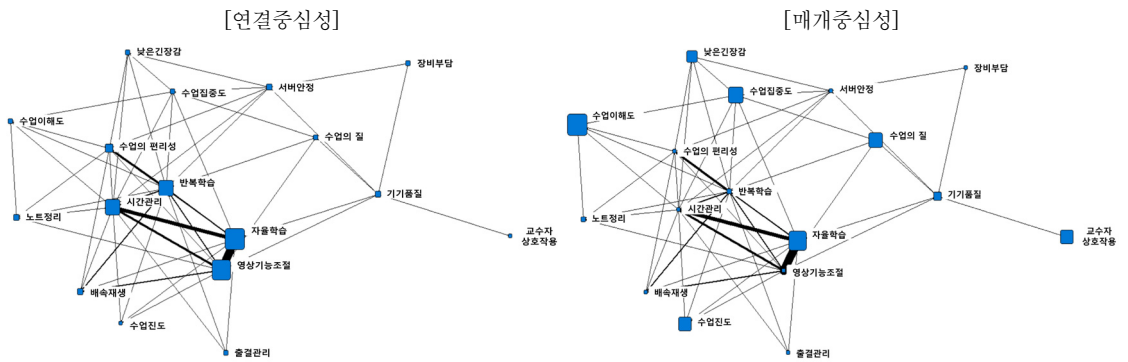 [연결중심성]
낮은긴장감
장비부담
서버안정
수업집중도
수업이해도
수업의 질
수업의 편리성
반복학습
기기품질
시간관리
노트정리
자율학습
교수자
상호작용
영상기능조절
배속재생
수업진도
출결관리
[매개중심성]
낮은긴장감
장비부담
서버안정
수업집중도
수업이해도
수업의 질
수업의 편리성
반복학습
기기품질
시간관리
노트정리
자율학습
교수자
상호작용
영상기능조절
배속재생
수업진도
출결관리